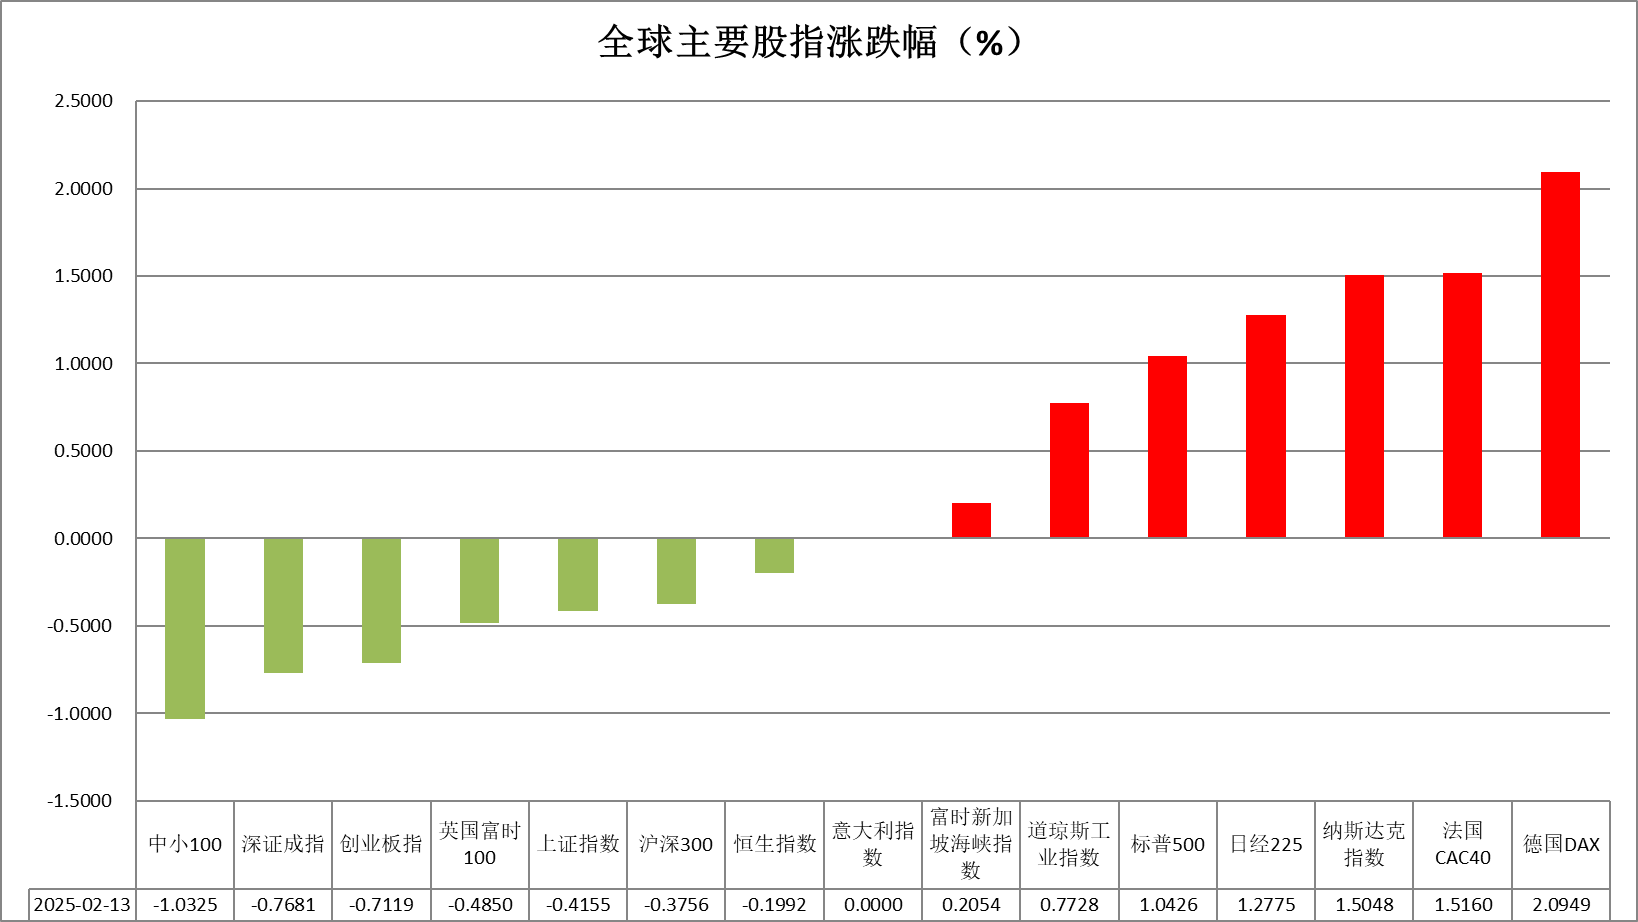 全球主要股指涨跌幅（%）
2.5000
2.0000
1.5000
1.0000
0.5000
0.0000
-0.5000
-1.0000
-1.5000
中小100
深证成指
创业板指
英国富时
100
上证指数
沪深300
恒生指数
意大利指
数
富时新加
坡海峡指
数
道琼斯工
业指数
标普500
日经225
纳斯达克
指数
法国
CAC40
德国DAX
2025-02-13 -1.0325 -0.7681 -0.7119 -0.4850 -0.4155 -0.3756 -0.1992 0.0000 0.2054 0.7728 1.0426 1.2775 1.5048 1.5160 2.0949